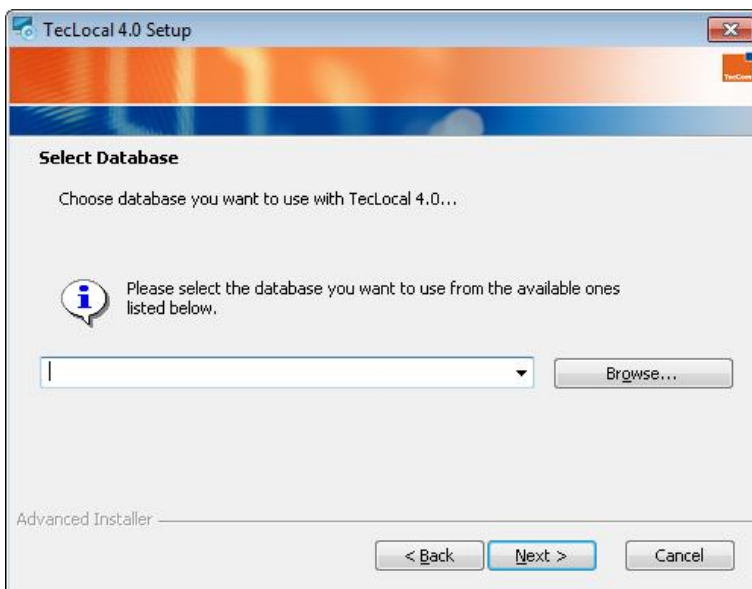 TecLocal 4.0 Setup
TecCom
Select Database
Choose database you want to use with TecLocal 4.0...
Please select the database you want to use from the available ones
listed below.
Browse...
Advanced Installer
< Back
Next >
Cancel